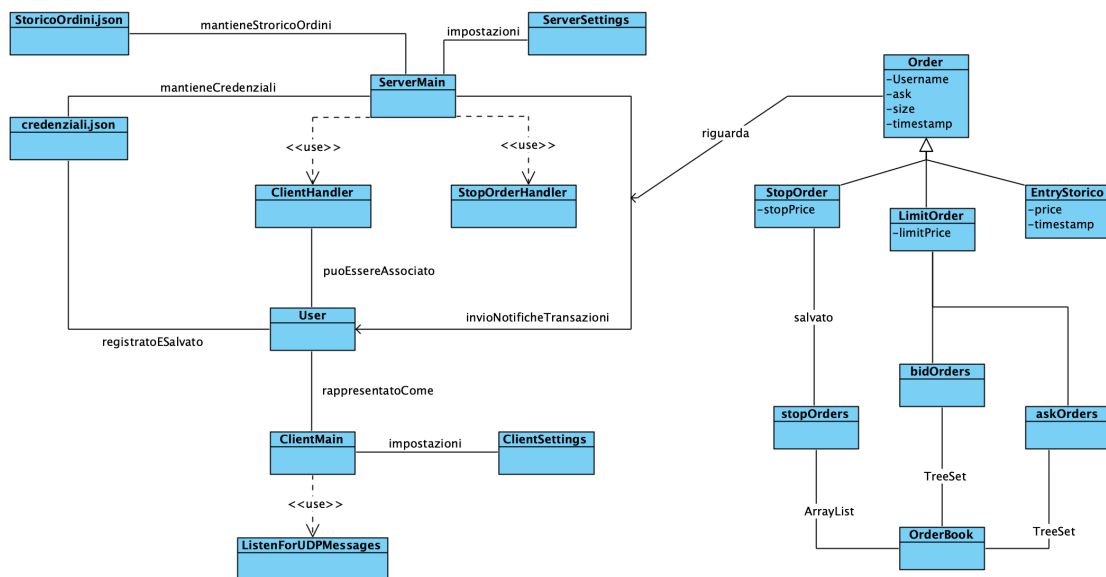 StoricoOrdini.json
mantieneStroricoOrdini
impostazioni
ServerSettings
ServerMain
mantieneCredenziali
credenziali.json
<<use>>
<<use>>
ClientHandler
StopOrderHandler
puoEssereAssociato
User
invioNotificheTransazioni
registratoESalvato
rappresentatoCome
ClientMain
impostazioni
ClientSettings
<<use>>
ListenForUDPMessages
Order
-Username
-ask
-size
-timestamp
riguarda
StopOrder
-stopPrice
LimitOrder
-limitPrice
EntryStorico
-price
-timestamp
salvato
bidOrders
stopOrders
askOrders
TreeSet
ArrayList
TreeSet
OrderBook